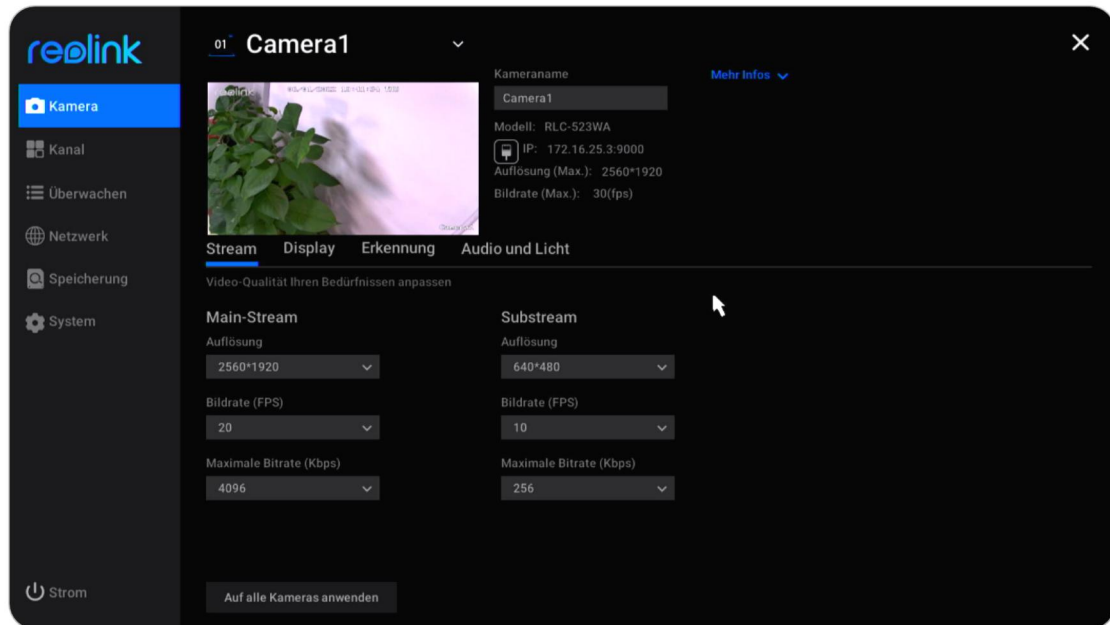 reolink
Kamera
Kanal
Überwachen
Netzwerk
Speicherung
System
Strom
01 Camera1
reolink
Kameraname
Mehr Infos
Camera1
Modell: RLC-523WA
IP: 172.16.25.3:9000
Auflösung (Max.): 2560*1920
Bildrate (Max.): 30(fps)
Stream Display Erkennung Audio und Licht
Video-Qualität Ihren Bedürfnissen anpassen
Main-Stream
Auflösung
2560*1920
Bildrate (FPS)
20
Maximale Bitrate (Kbps)
4096
Substream
Auflösung
640*480
Bildrate (FPS)
10
Maximale Bitrate (Kbps)
256
Auf alle Kameras anwenden